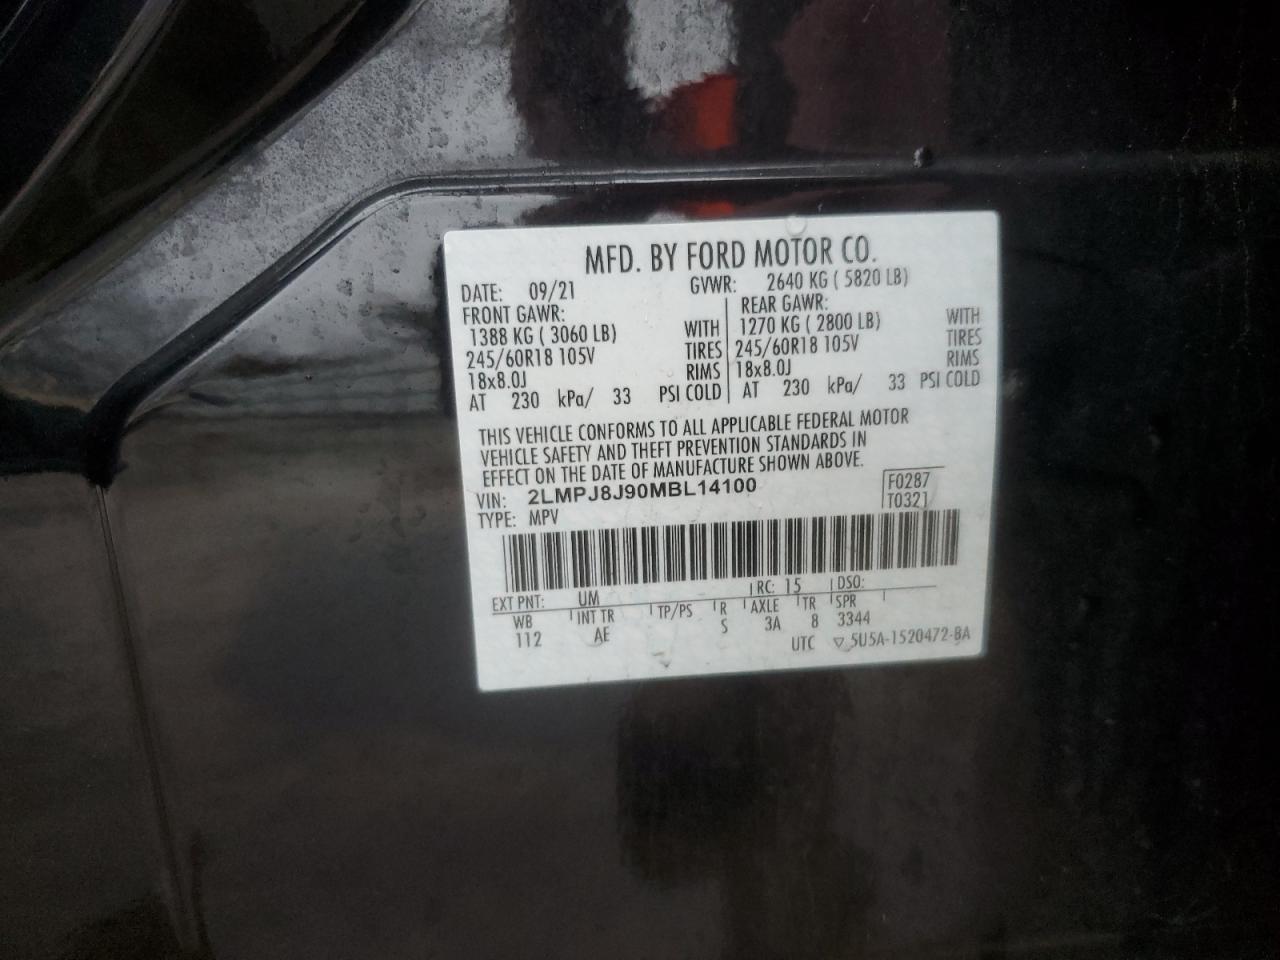 MFD. BY FORD MOTOR CO.
DATE: 09/21 GVWR: 2640 KG ( 5820 LB)
FRONT GAWR: REAR GAWR:
1388 KG ( 3060 LB) WITH 1270 KG ( 2800 LB) WITH
245/60R18 105V TIRES 245/60R18 105V TIRES
18x8.0J RIMS 18x8.0J RIMS
AT 230 kPa/ 33 PSI COLD AT 230 kPa/ 33 PSI COLD
THIS VEHICLE CONFORMS TO ALL APPLICABLE FEDERAL MOTOR
VEHICLE SAFETY AND THEFT PREVENTION STANDARDS IN
EFFECT ON THE DATE OF MANUFACTURE SHOWN ABOVE.
VIN: 2LMPJ8J90MBL14100 F0287
TYPE: MPV T0321
EXT PNT: UM RC: 15 DSO:
WB INT TR TP/PS R AXLE TR SPR
112 AE S 3A 8 3344
UTC 5U5A-1520472-BA